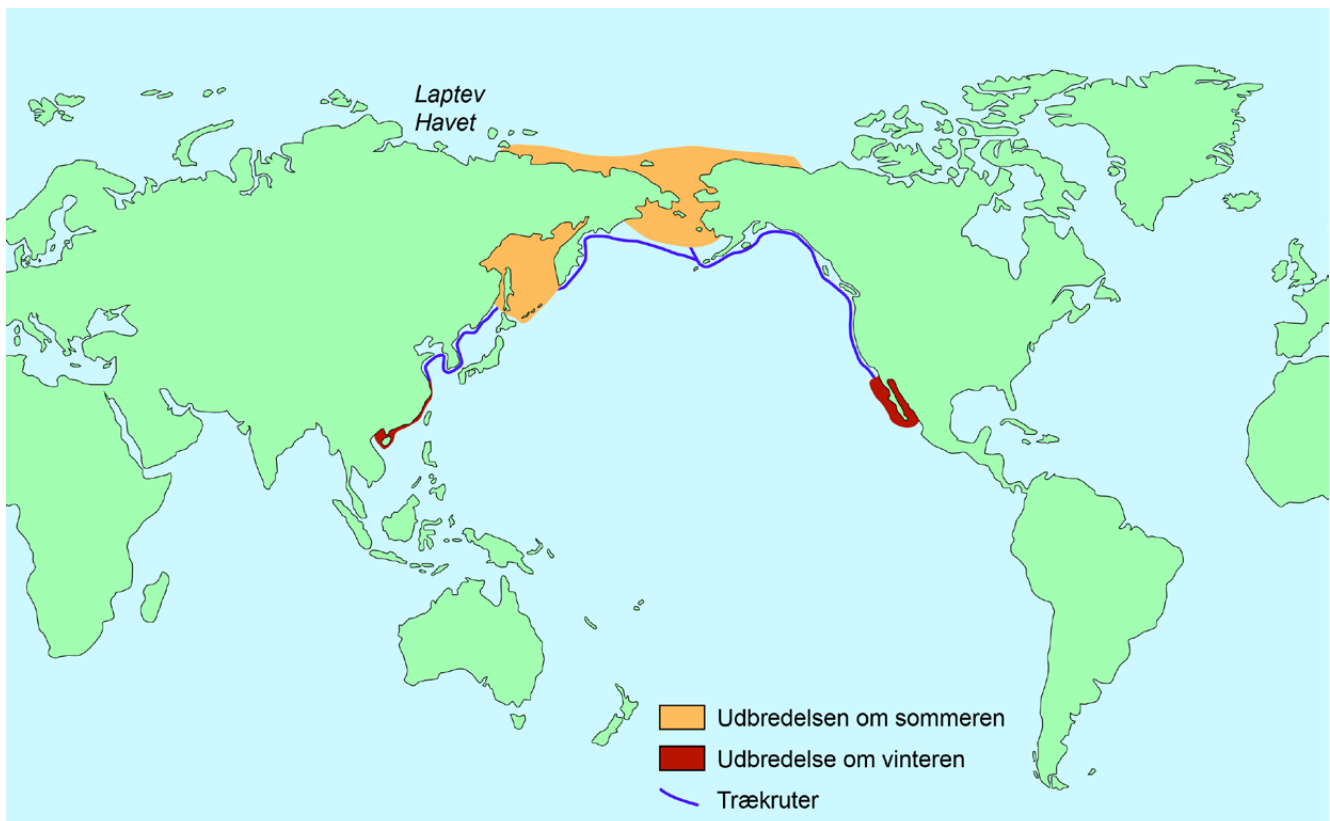 Laptev
Havet
Udbredelsen om sommeren
Udbredelse om vinteren
Trækruter